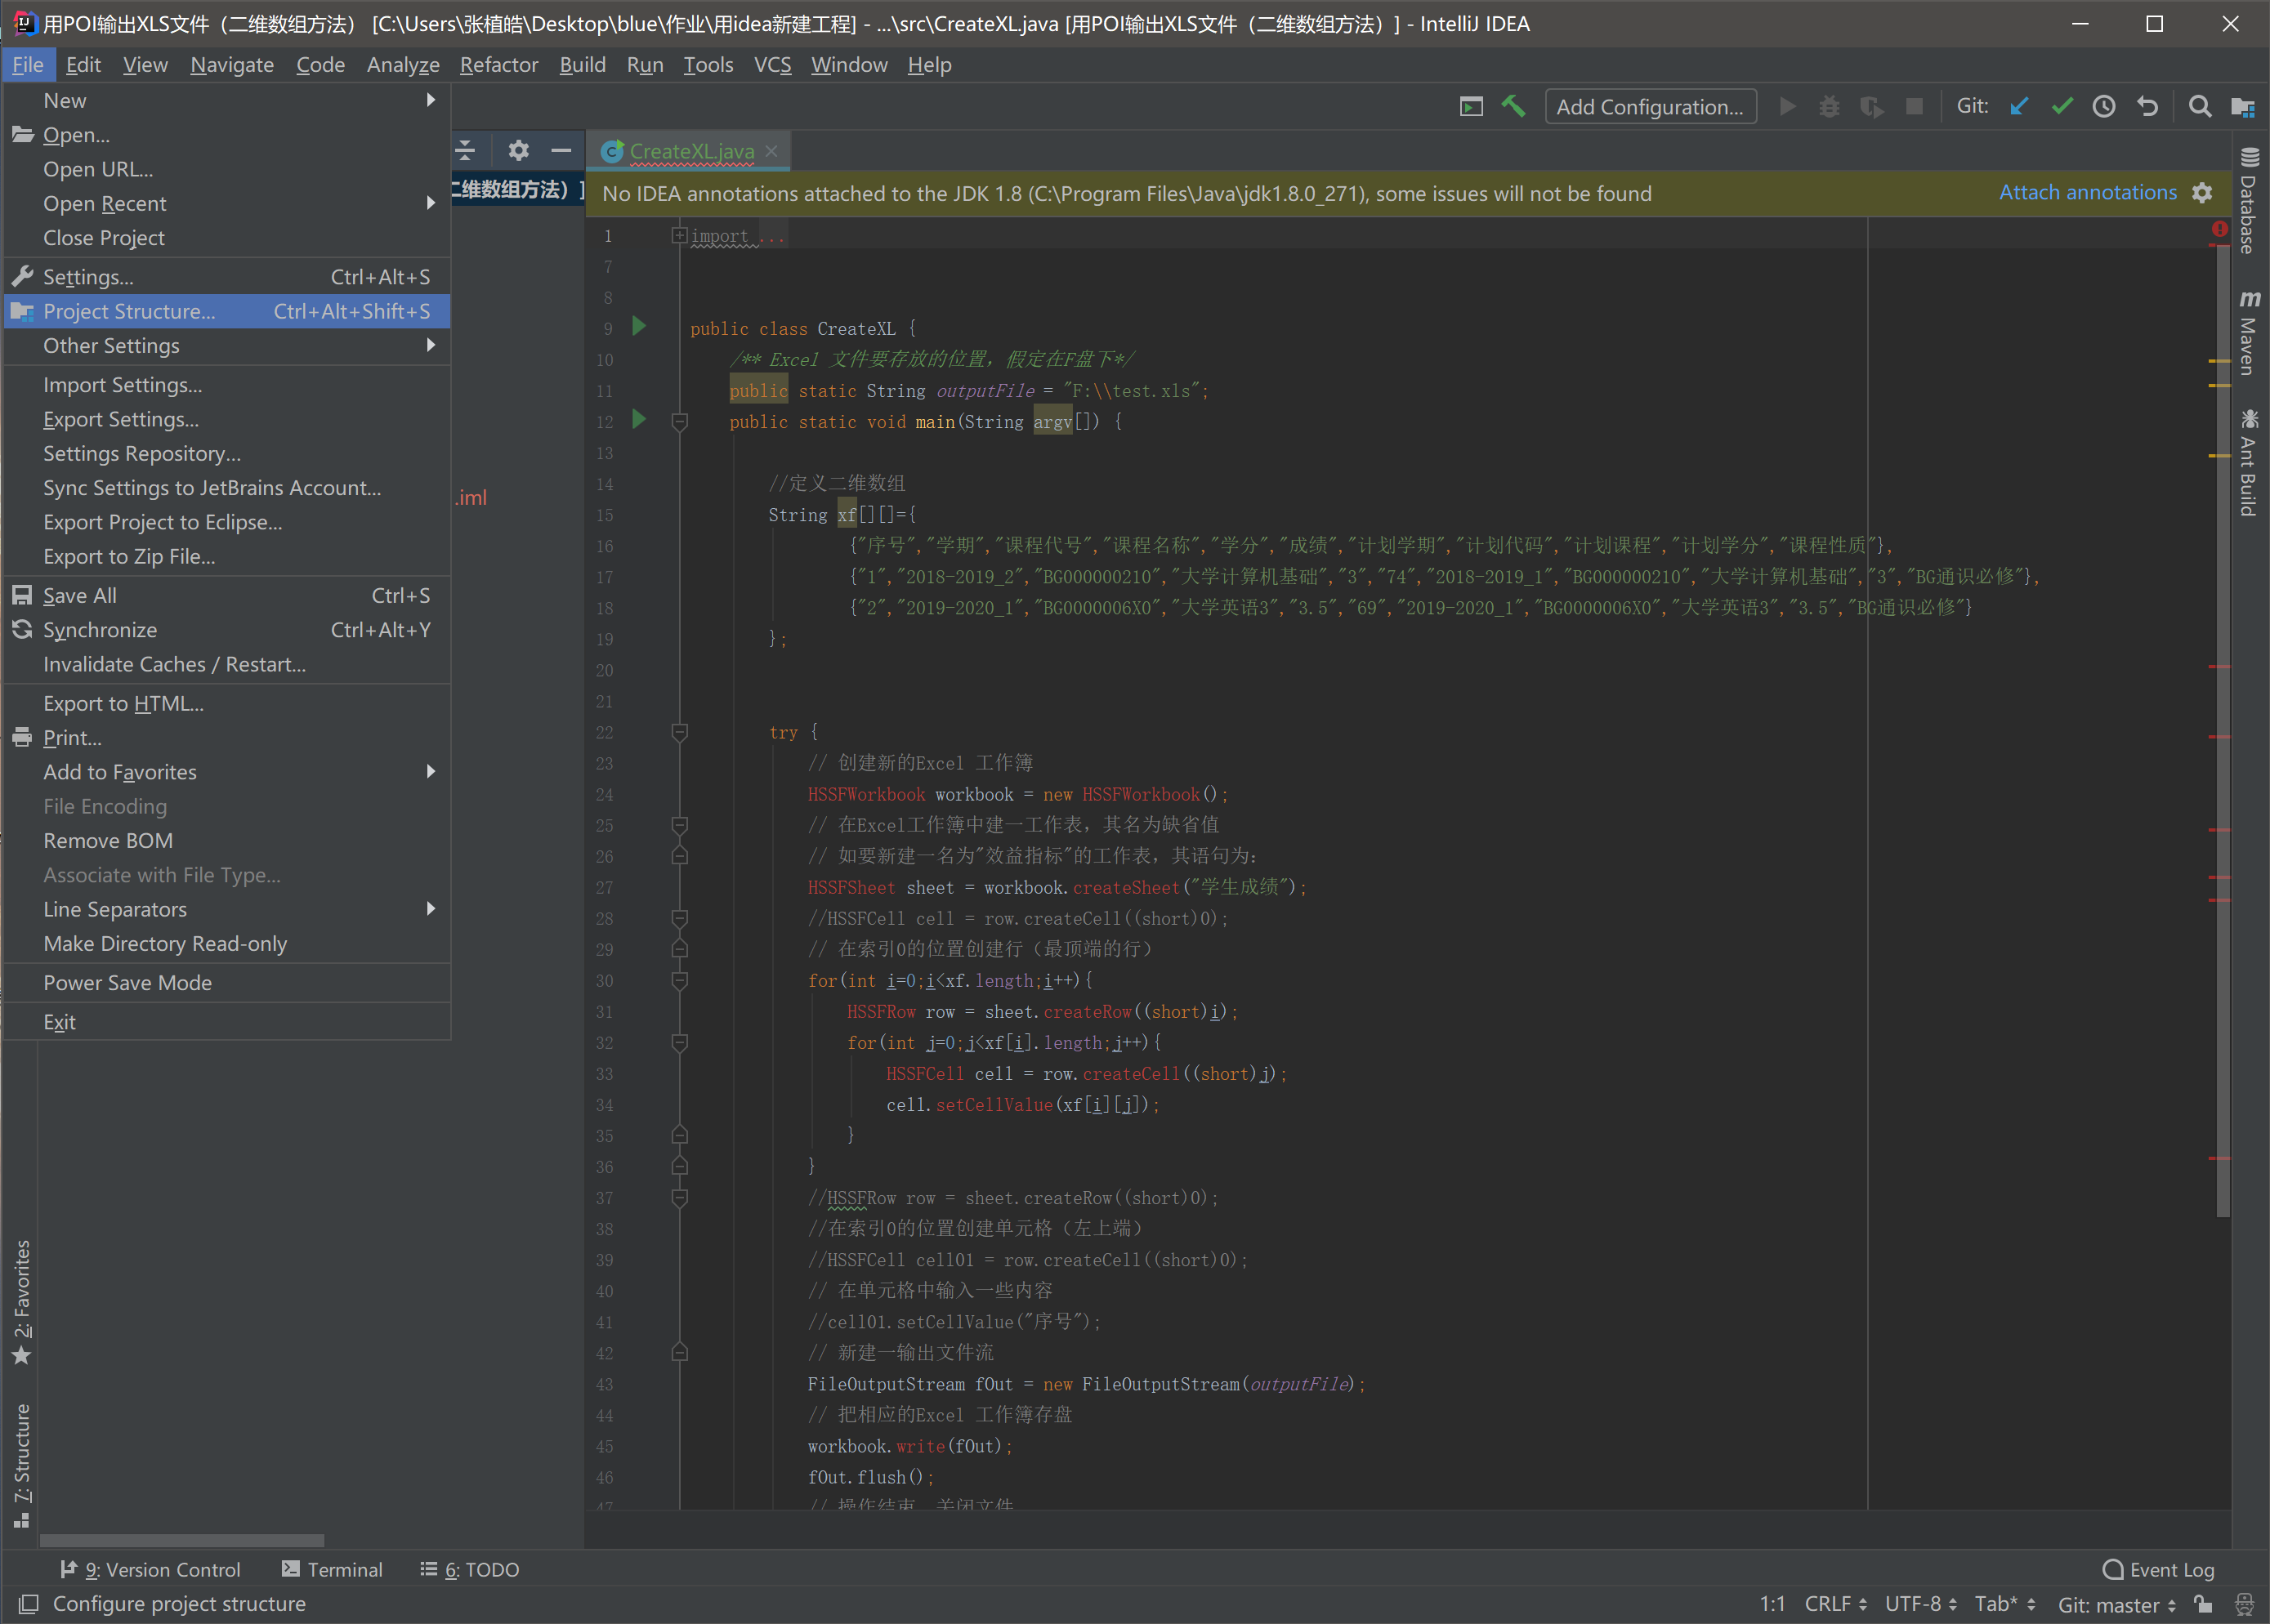 用POI输出XLS文件（二维数组方法） [C:\Users\张植皓\Desktop\blue\作业\用idea新建工程] - ...\src\CreateXL.java [用POI输出XLS文件（二维数组方法）] - IntelliJ IDEA
File Edit View Navigate Code Analyze Refactor Build Run Tools VCS Window Help
Add Configuration... Git:
New
Open...
Open URL...
Open Recent
Close Project
Settings... Ctrl+Alt+S
Project Structure... Ctrl+Alt+Shift+S
Other Settings
Import Settings...
Export Settings...
Settings Repository...
Sync Settings to JetBrains Account...
Export Project to Eclipse...
Export to Zip File...
Save All Ctrl+S
Synchronize Ctrl+Alt+Y
Invalidate Caches / Restart...
Export to HTML...
Print...
Add to Favorites
File Encoding
Remove BOM
Associate with File Type...
Line Separators
Make Directory Read-only
Power Save Mode
Exit
二维数组方法）]
.iml
CreateXL.java
No IDEA annotations attached to the JDK 1.8 (C:\Program Files\Java\jdk1.8.0_271), some issues will not be found Attach annotations
1 import ...
7
8
9 public class CreateXL {
10 /** Excel 文件要存放的位置，假定在F盘下*/
11 public static String outputFile = "F:\\test.xls";
12 public static void main(String argv[]) {
13
14 //定义二维数组
15 String xf[][]={
16 {"序号","学期","课程代号","课程名称","学分","成绩","计划学期","计划代码","计划课程","计划学分","课程性质"},
17 {"1","2018-2019_2","BG000000210","大学计算机基础","3","74","2018-2019_1","BG000000210","大学计算机基础","3","BG通识必修"},
18 {"2","2019-2020_1","BG0000006X0","大学英语3","3.5","69","2019-2020_1","BG0000006X0","大学英语3","3.5","BG通识必修"}
19 };
20
21
22 try {
23 // 创建新的Excel 工作簿
24 HSSFWorkbook workbook = new HSSFWorkbook();
25 // 在Excel工作簿中建一工作表，其名为缺省值
26 // 如要新建一名为"效益指标"的工作表，其语句为：
27 HSSFSheet sheet = workbook.createSheet("学生成绩");
28 //HSSFCell cell = row.createCell((short)0);
29 // 在索引0的位置创建行（最顶端的行）
30 for(int i=0;i<xf.length;i++){
31 HSSFRow row = sheet.createRow((short)i);
32 for(int j=0;j<xf[i].length;j++){
33 HSSFCell cell = row.createCell((short)j);
34 cell.setCellValue(xf[i][j]);
35 }
36 }
37 //HSSFRow row = sheet.createRow((short)0);
38 //在索引0的位置创建单元格（左上端）
39 //HSSFCell cell01 = row.createCell((short)0);
40 // 在单元格中输入一些内容
41 //cell01.setCellValue("序号");
42 // 新建一输出文件流
43 FileOutputStream fOut = new FileOutputStream(outputFile);
44 // 把相应的Excel 工作簿存盘
45 workbook.write(fOut);
46 fOut.flush();
47 // 操作结束，关闭文件
Database
Maven
Ant Build
2: Favorites
7: Structure
9: Version Control Terminal 6: TODO Event Log
Configure project structure 1:1 CRLF UTF-8 Tab* Git: master